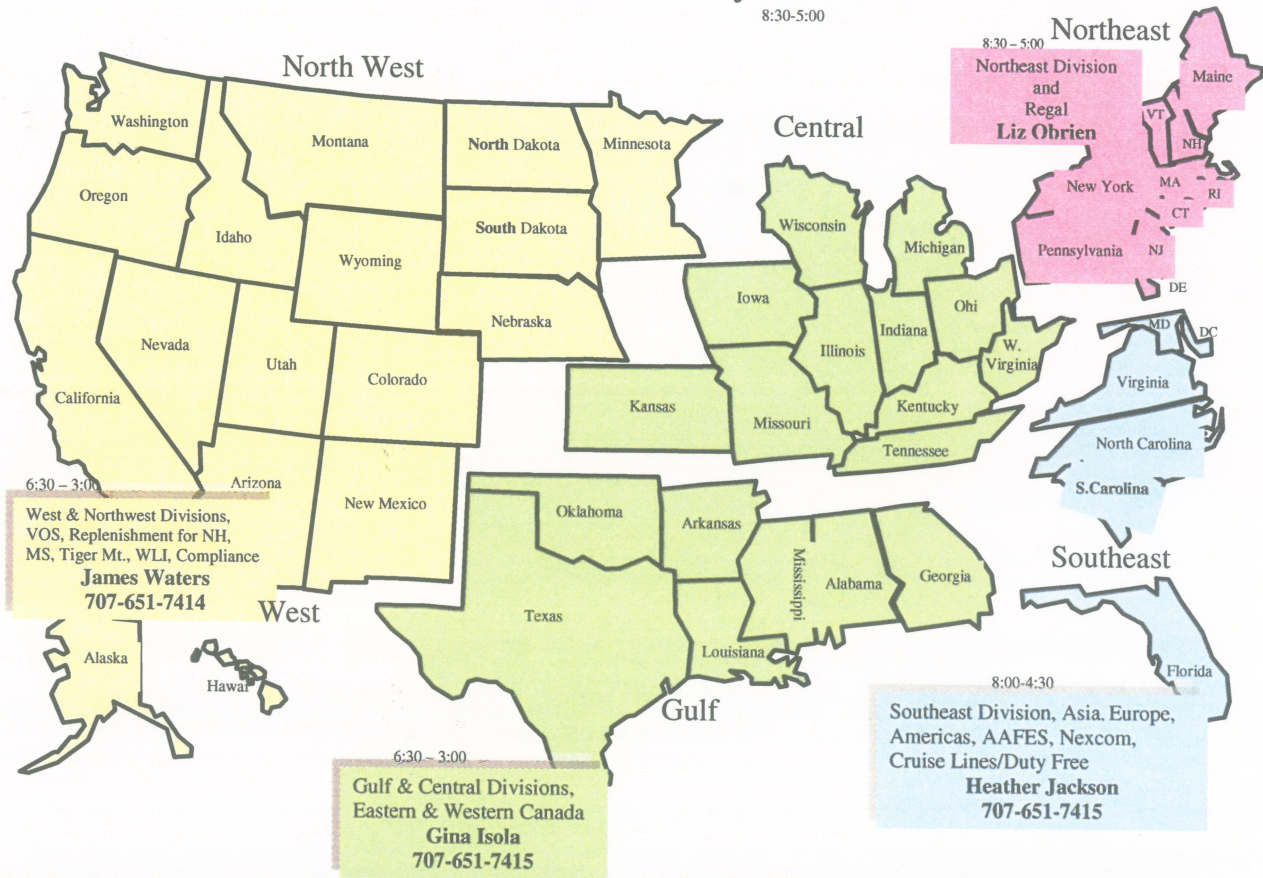 8:30-5:00
Northeast
8:30 – 5:00
Northeast Division
and
Regal
Liz Obrien
North West
Central
Maine
VT
NH
Washington
Montana
North Dakota
Minnesota
New York
MA
RI
CT
Oregon
Idaho
South Dakota
Wisconsin
Michigan
Pennsylvania
NJ
DE
Wyoming
Iowa
Ohi
Nebraska
Illinois
Indiana
W.
Virginia
MD
DC
Nevada
Utah
Colorado
California
Kansas
Missouri
Kentucky
Virginia
Tennessee
North Carolina
S.Carolina
6:30 – 3:00
Arizona
New Mexico
Oklahoma
Arkansas
West & Northwest Divisions,
VOS, Replenishment for NH,
MS, Tiger Mt., WLI, Compliance
James Waters
707-651-7414
West
Mississippi
Alabama
Georgia
Southeast
Texas
Louisiana
Alaska
Hawai
Florida
Gulf
8:00-4:30
Southeast Division, Asia. Europe,
Americas, AAFES, Nexcom,
Cruise Lines/Duty Free
Heather Jackson
707-651-7415
6:30 – 3:00
Gulf & Central Divisions,
Eastern & Western Canada
Gina Isola
707-651-7415